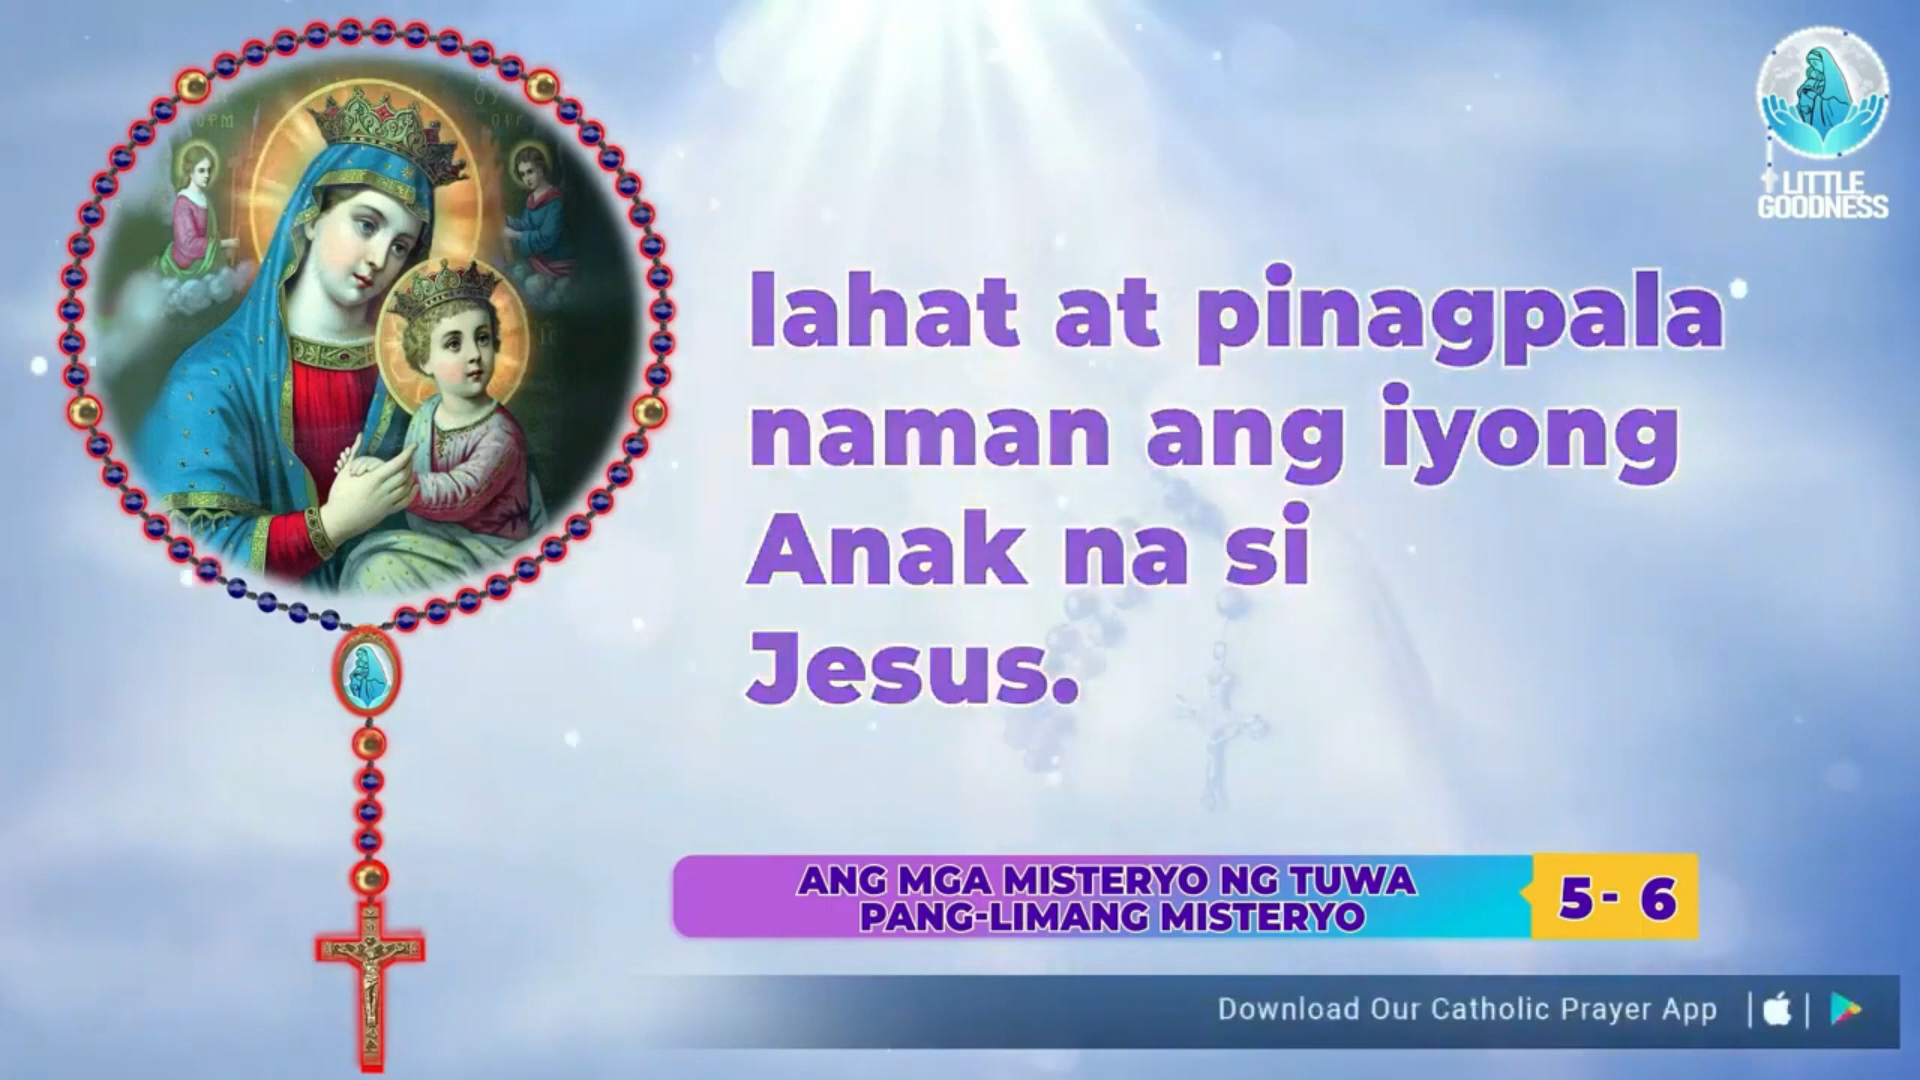 LITTLE
GOODNESS
lahat at pinagpala
naman ang iyong
Anak na si
Jesus.
ANG MGA MISTERYO NG TUWA
PANG-LIMANG MISTERYO
5- 6
Download Our Catholic Prayer App